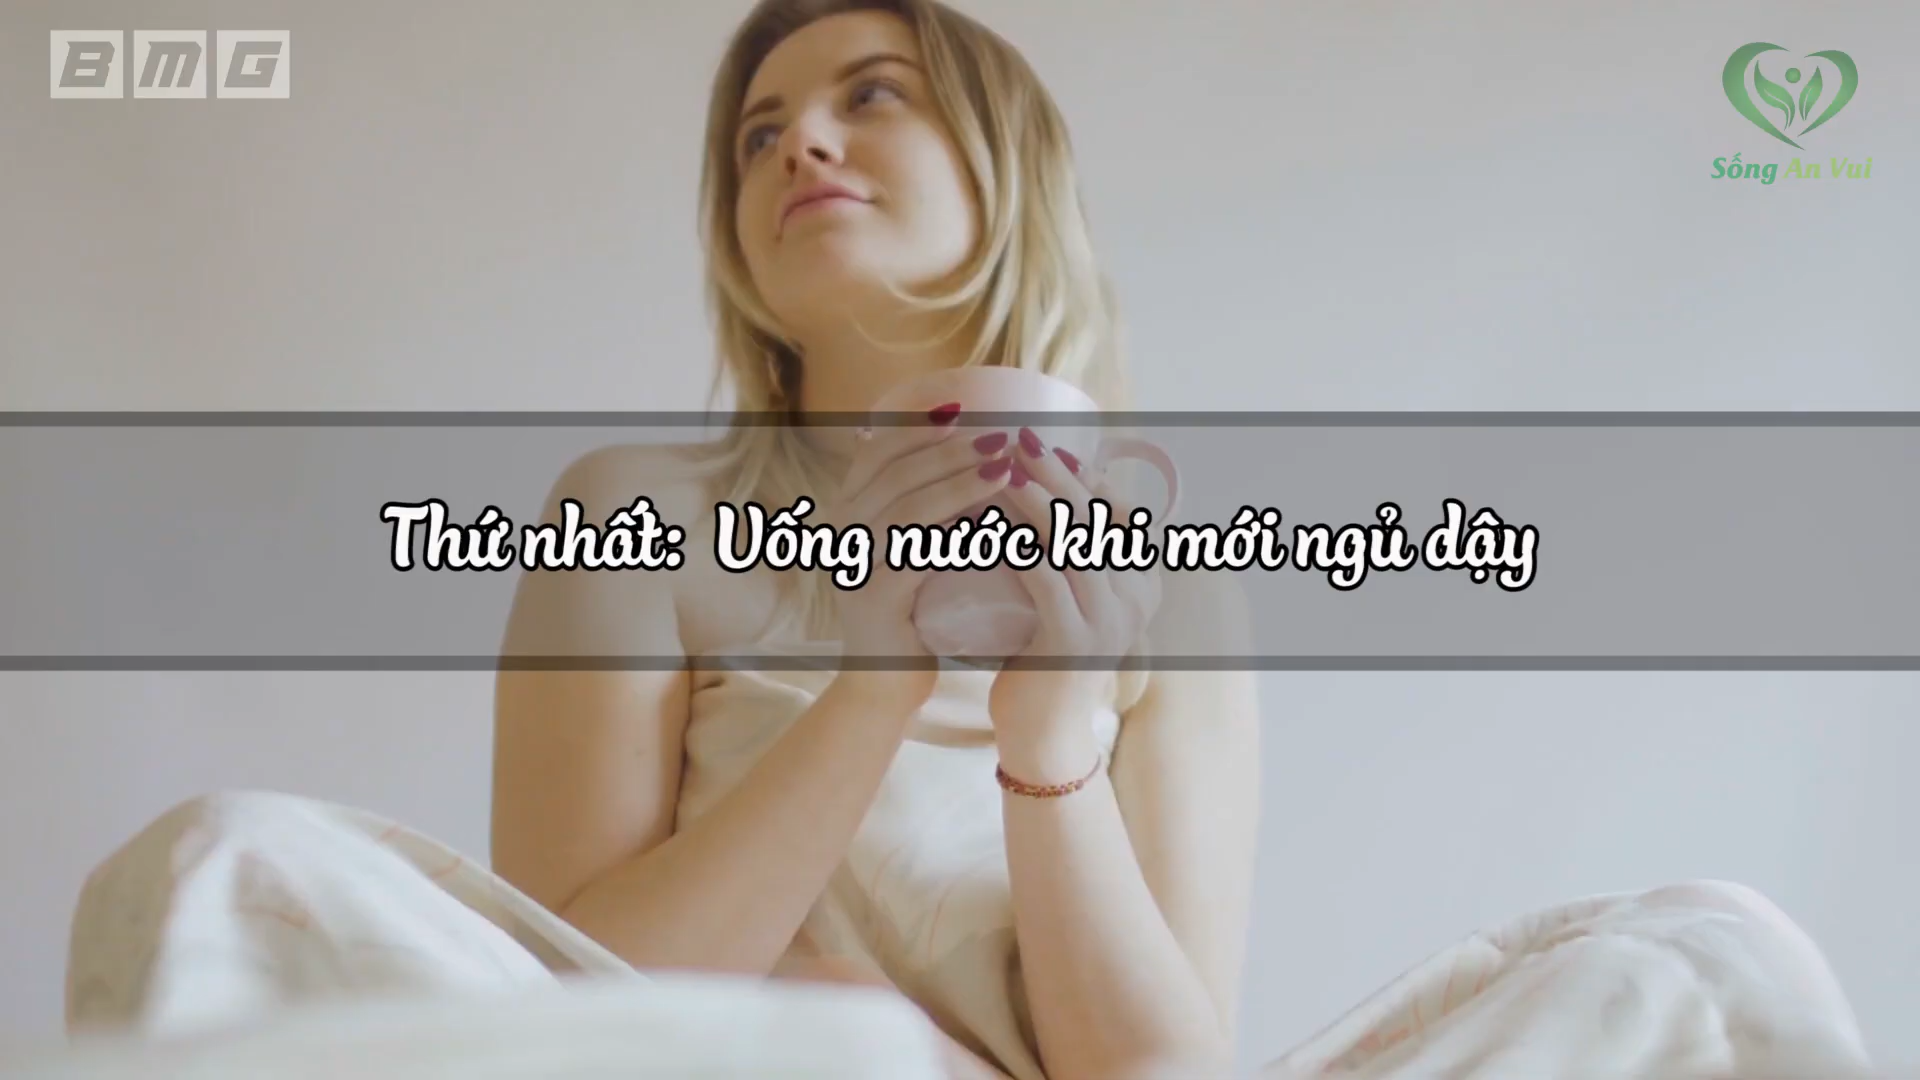 BMG
Sống An Vui
Thứ nhất: Uống nước khi mới ngủ dậy